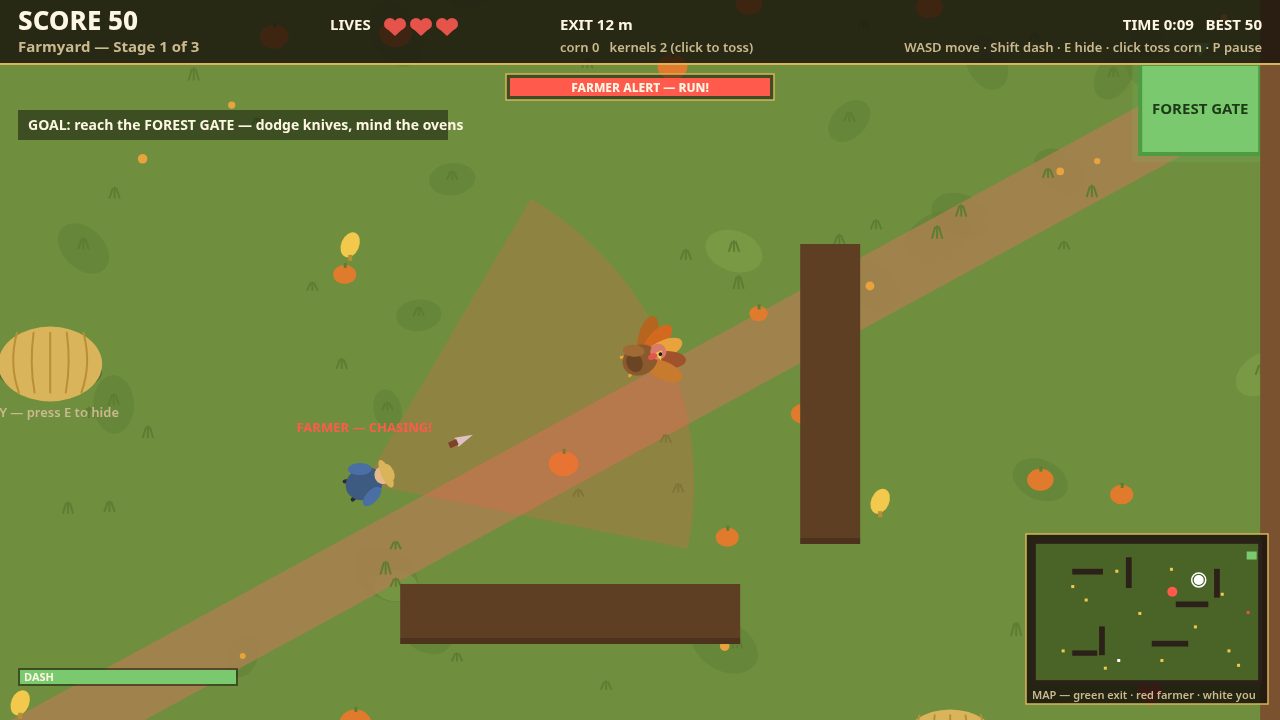 SCORE 50
Farmyard — Stage 1 of 3
LIVES
EXIT 12 m
corn 0 kernels 2 (click to toss)
TIME 0:09 BEST 50
WASD move · Shift dash · E hide · click toss corn · P pause
FARMER ALERT — RUN!
GOAL: reach the FOREST GATE — dodge knives, mind the ovens
FOREST GATE
Y — press E to hide
FARMER — CHASING!
DASH
MAP — green exit · red farmer · white you